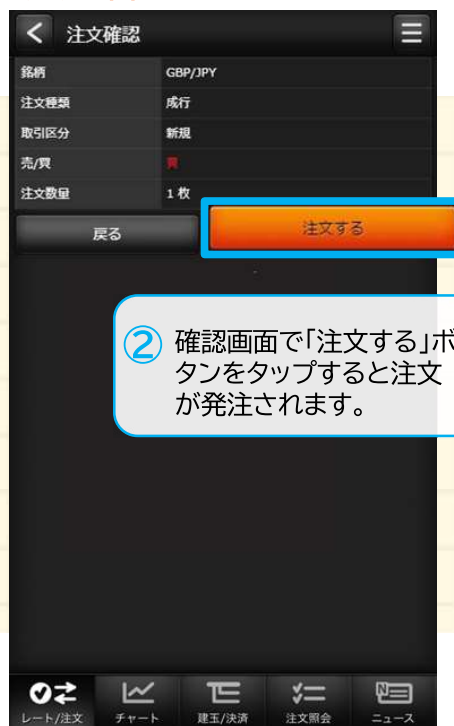 注文確認
銘柄 GBP/JPY
注文種類 成行
取引区分 新規
売/買 買
注文数量 1 枚
戻る 注文する
② 確認画面で「注文する」ボ
タンをタップすると注文
が発注されます。
レート/注文 チャート 建玉/決済 注文照会 ニュース